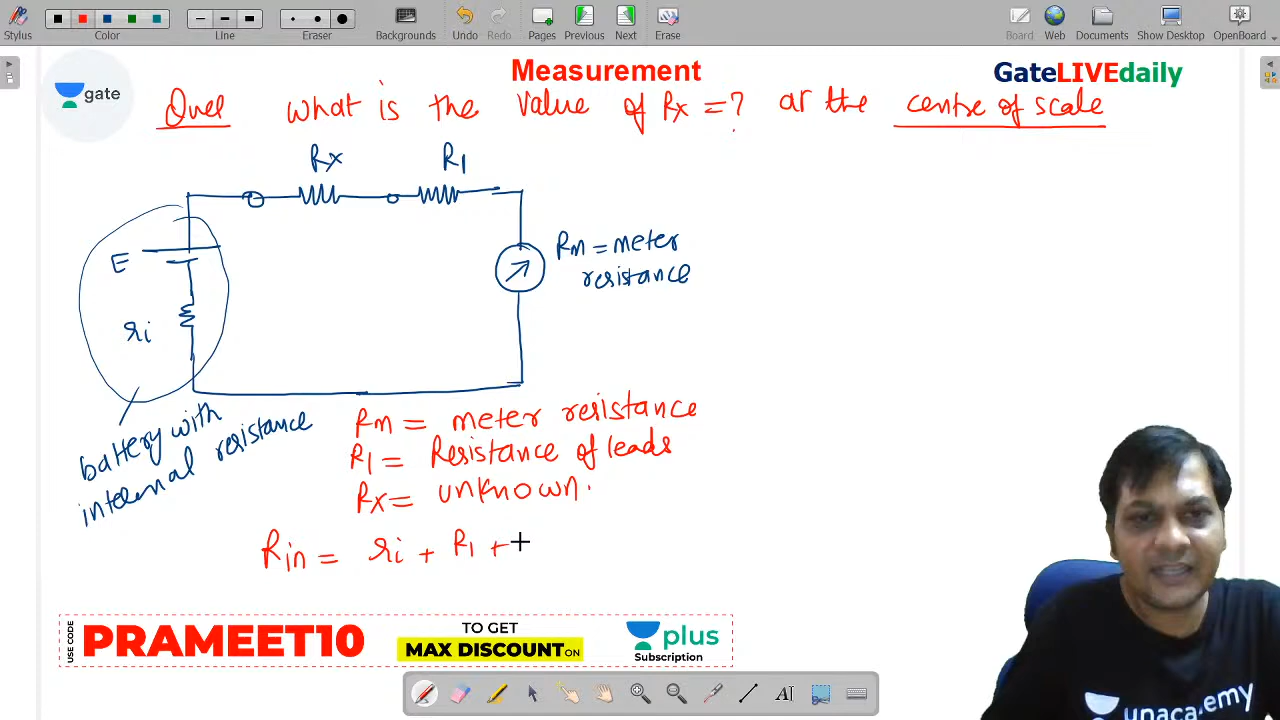 Stylus
Color
Line
Eraser
Backgrounds
Undo
Redo
Pages
Previous
Next
Erase
Board
Web
Documents
Show Desktop
OpenBoard
Measurement
GateLIVEdaily
gate
Ques what is the value of Rx =? at the centre of scale
Rx
R1
E
ri
Rm = meter
resistance
battery with
internal resistance
Rm = meter resistance
R1 = Resistance of leads
Rx = unknown.
Rin = ri + R1 +
USE CODE
PRAMEET10
TO GET
MAX DISCOUNT ON
plus
Subscription
unacademy